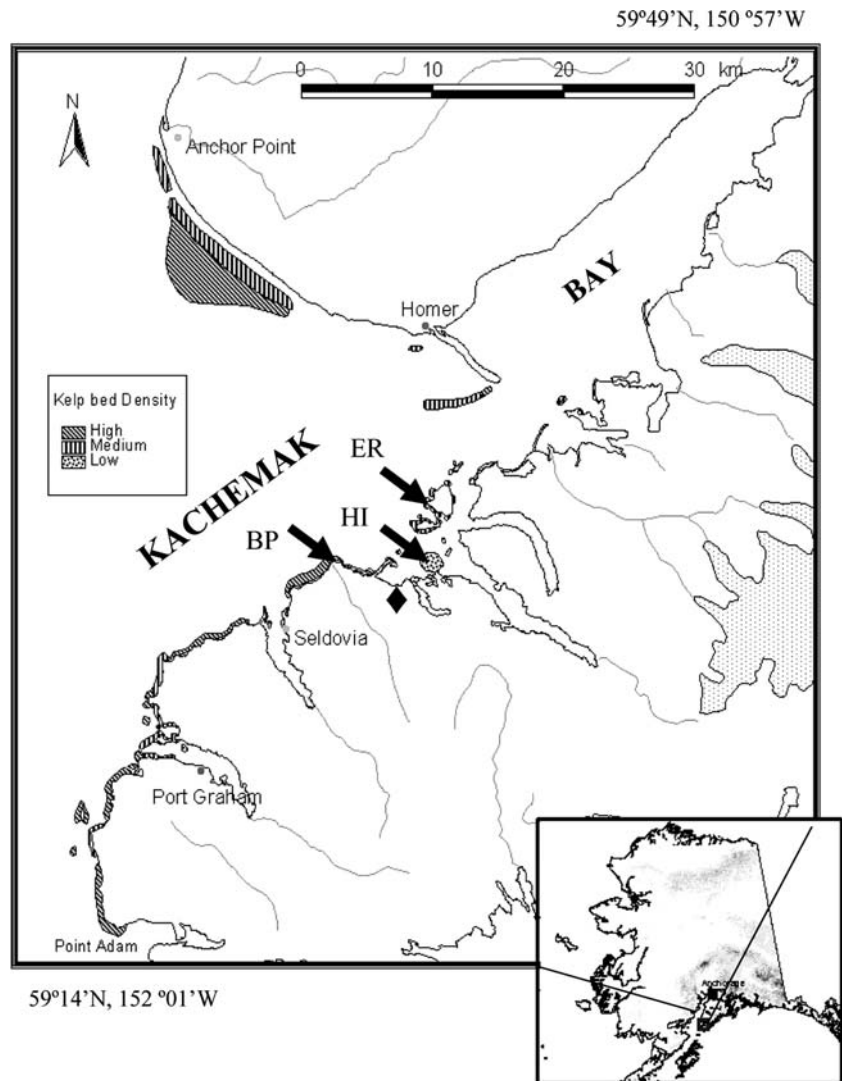 59º49’N, 150 º57’W
0 10 20 30 km
N
Anchor Point
BAY
Homer
Kelp bed Density
High
Medium
Low
KACHEMAK
ER
HI
BP
Seldovia
Port Graham
Point Adam
Anchorage
59º14’N, 152 º01’W